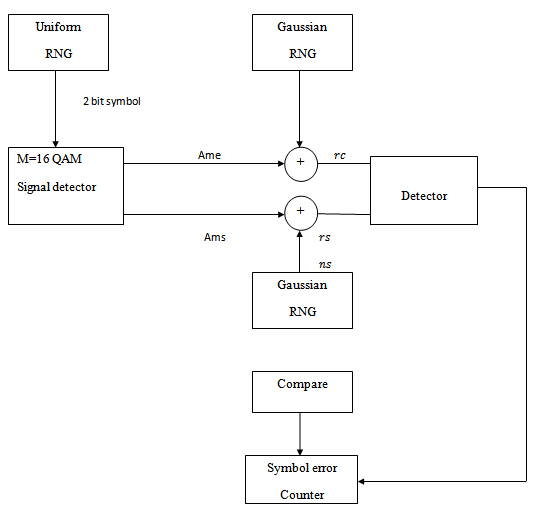 Uniform
RNG
Gaussian
RNG
2 bit symbol
M=16 QAM
Signal detector
Ame
+
rc
Detector
Ams
+
rs
ns
Gaussian
RNG
Compare
Symbol error
Counter